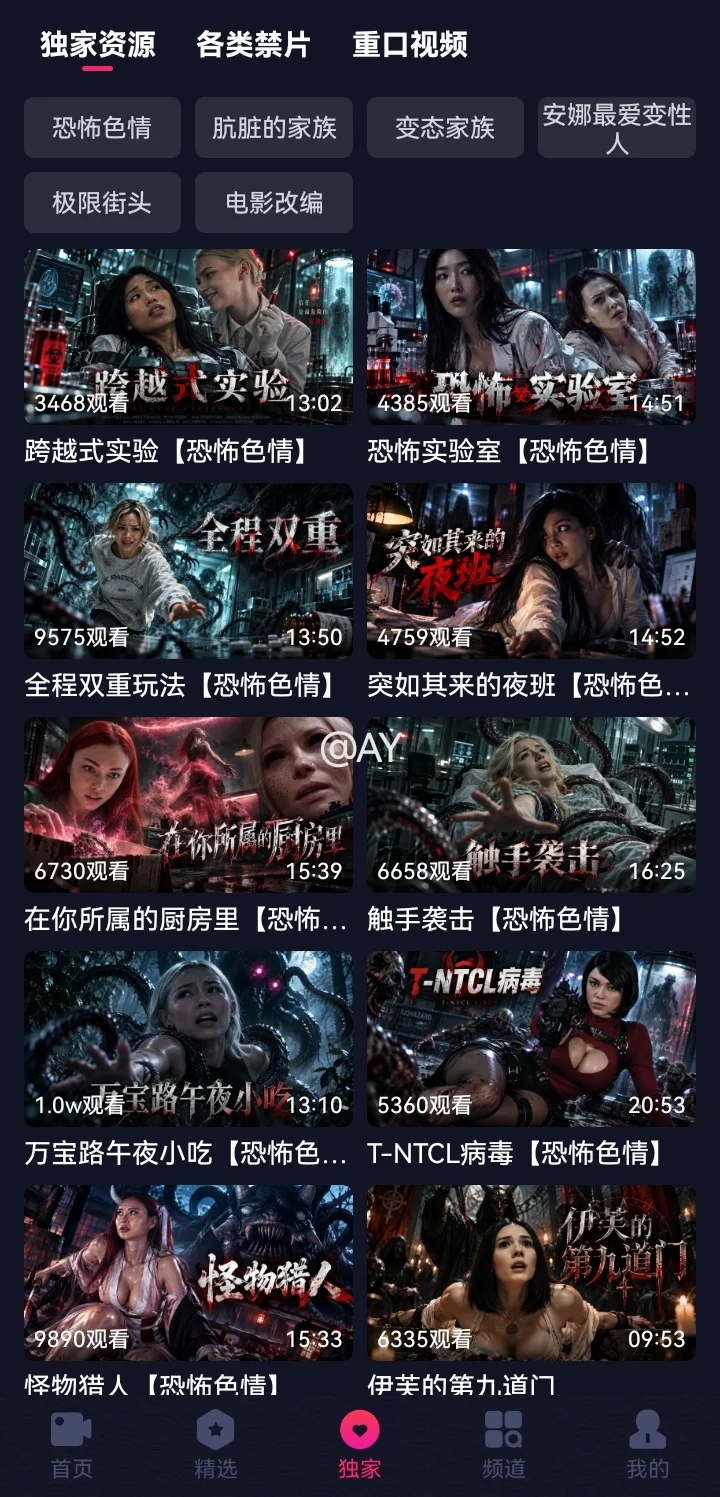 独家资源 各类禁片 重口视频
恐怖色情 肮脏的家族 变态家族 安娜最爱变性
人
极限街头 电影改编
跨越式实验
3468观看 13:02
恐怖 实验室
4385观看 14:51
跨越式实验【恐怖色情】 恐怖实验室【恐怖色情】
全程双重
9575观看 13:50
突如其来的
夜班
4759观看 14:52
全程双重玩法【恐怖色情】 突如其来的夜班【恐怖色...
@AY
在你所属的厨房里
6730观看 15:39
触手袭击
6658观看 16:25
在你所属的厨房里【恐怖... 触手袭击【恐怖色情】
万宝路午夜小吃
1.0w观看 13:10
T-NTCL病毒
BIOHAZARD
5360观看 20:53
万宝路午夜小吃【恐怖色... T-NTCL病毒【恐怖色情】
怪物猎人
9890观看 15:33
伊芙的
第九道门
6335观看 09:53
怪物猎人【恐怖色情】 伊芙的第九道门
首页 精选 独家 频道 我的